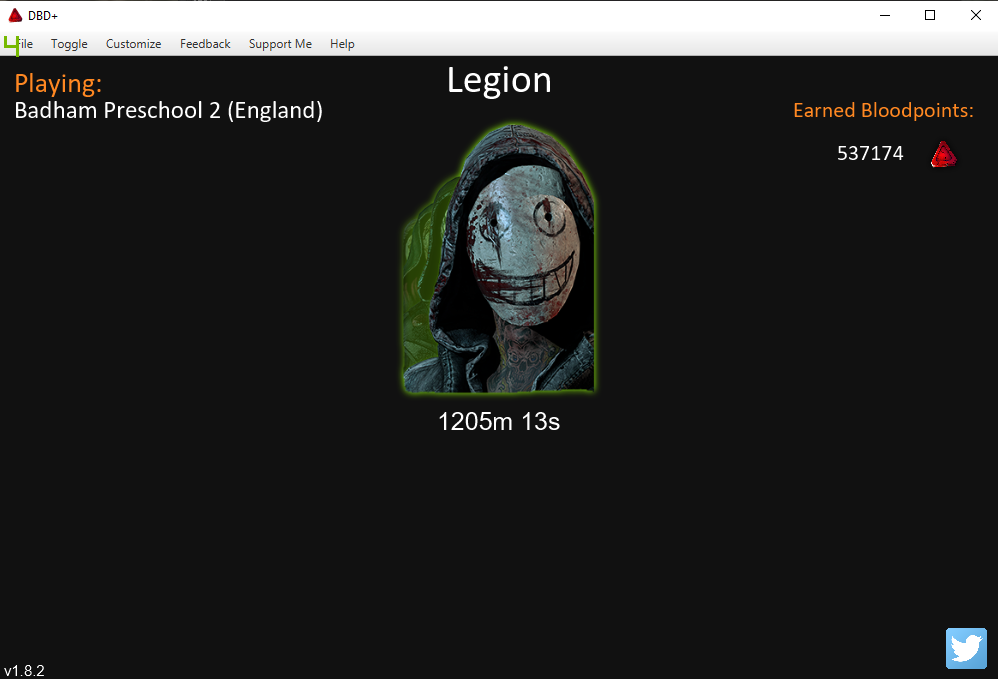 DBD+
File Toggle Customize Feedback Support Me Help
Legion
Playing:
Badham Preschool 2 (England)
Earned Bloodpoints:
537174
1205m 13s
v1.8.2
4